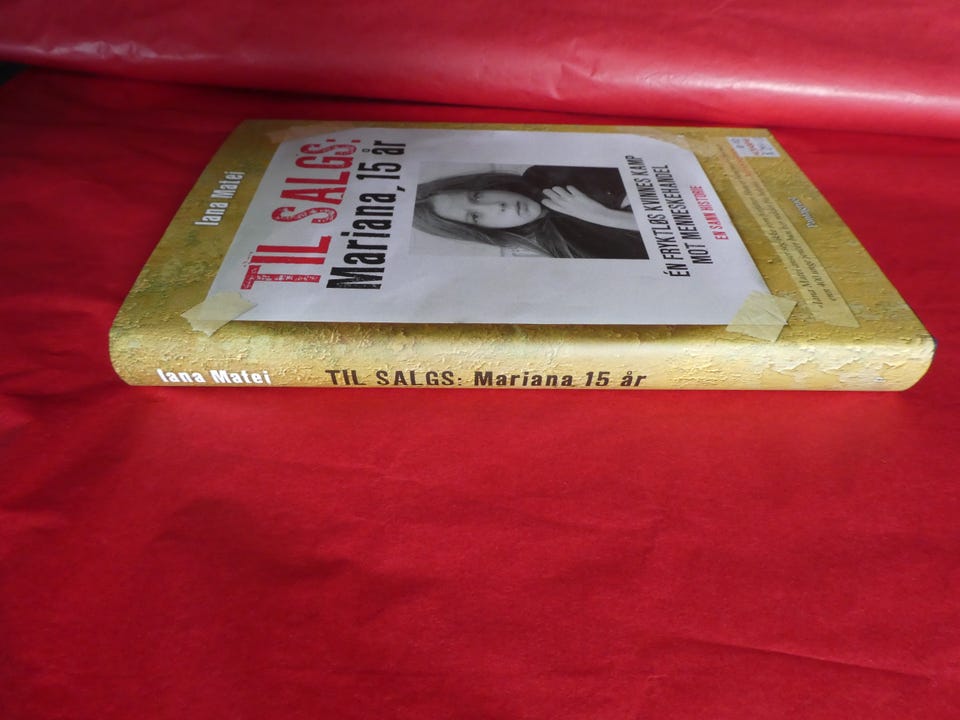 Iana Matei
TIL SALGS:
Mariana, 15 år
ÉN FRYKTLØS KVINNES KAMP
MOT MENNESKEHANDEL
EN SANN HISTORIE
Iana Matei TIL SALGS: Mariana, 15 år